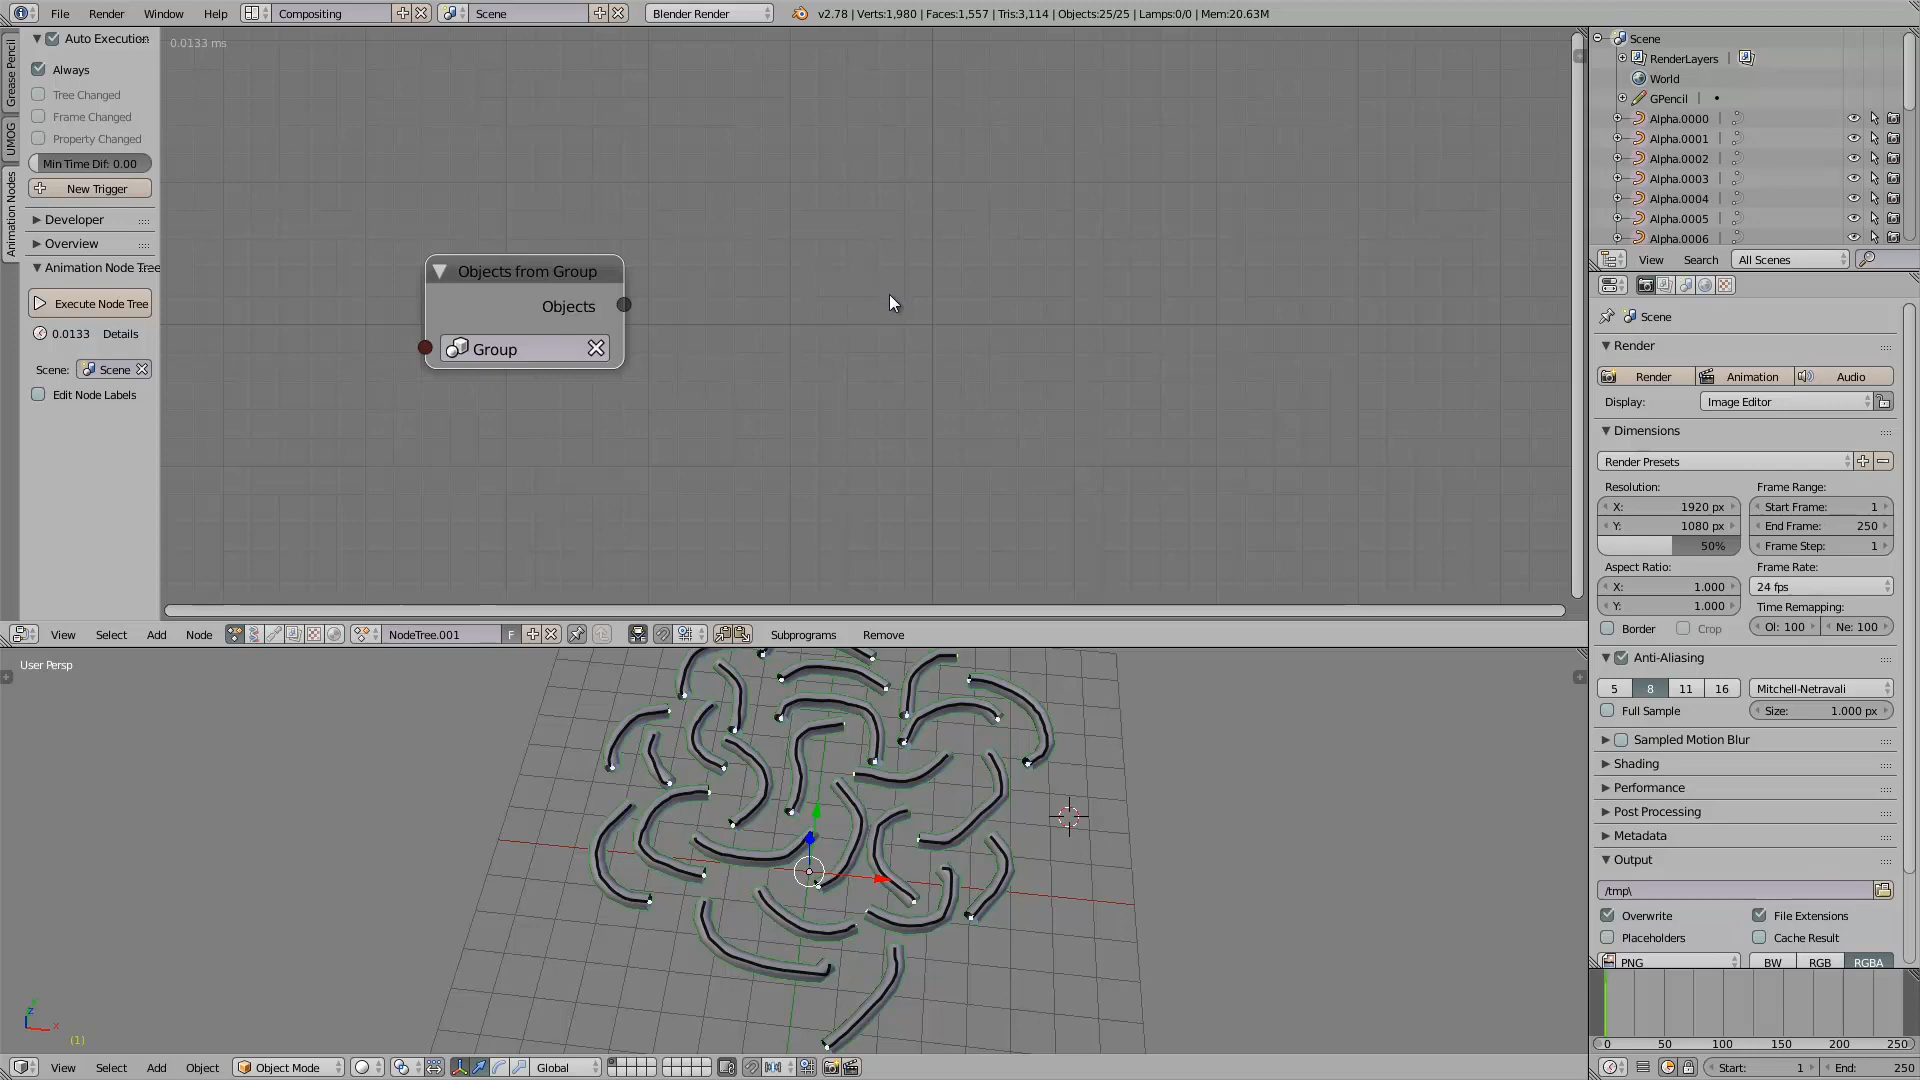 File Render Window Help Compositing Scene Blender Render v2.78 | Verts:1,980 | Faces:1,557 | Tris:3,114 | Objects:25/25 | Lamps:0/0 | Mem:20.63M
Grease Pencil
UMOG
Animation Nodes
Auto Execution
Always
Tree Changed
Frame Changed
Property Changed
Min Time Dif: 0.00
New Trigger
Developer
Overview
Animation Node Tree
Execute Node Tree
0.0133 Details
Scene: Scene
Edit Node Labels
0.0133 ms
Objects from Group
Objects
Group
View Select Add Node NodeTree.001 F Subprograms Remove
User Persp
z
x
(1)
View Select Add Object Object Mode Global
Scene
RenderLayers |
World
GPencil |
Alpha.0000 |
Alpha.0001 |
Alpha.0002 |
Alpha.0003 |
Alpha.0004 |
Alpha.0005 |
Alpha.0006 |
View Search All Scenes
Scene
Render
Render Animation Audio
Display: Image Editor
Dimensions
Render Presets
Resolution: Frame Range:
X: 1920 px Start Frame: 1
Y: 1080 px End Frame: 250
50% Frame Step: 1
Aspect Ratio: Frame Rate:
X: 1.000 24 fps
Y: 1.000 Time Remapping:
Border Crop Ol: 100 Ne: 100
Anti-Aliasing
5 8 11 16 Mitchell-Netravali
Full Sample Size: 1.000 px
Sampled Motion Blur
Shading
Performance
Post Processing
Metadata
Output
/tmp\
Overwrite File Extensions
Placeholders Cache Result
PNG BW RGB RGBA
0 50 100 150 200 250
Start: 1 End: 250